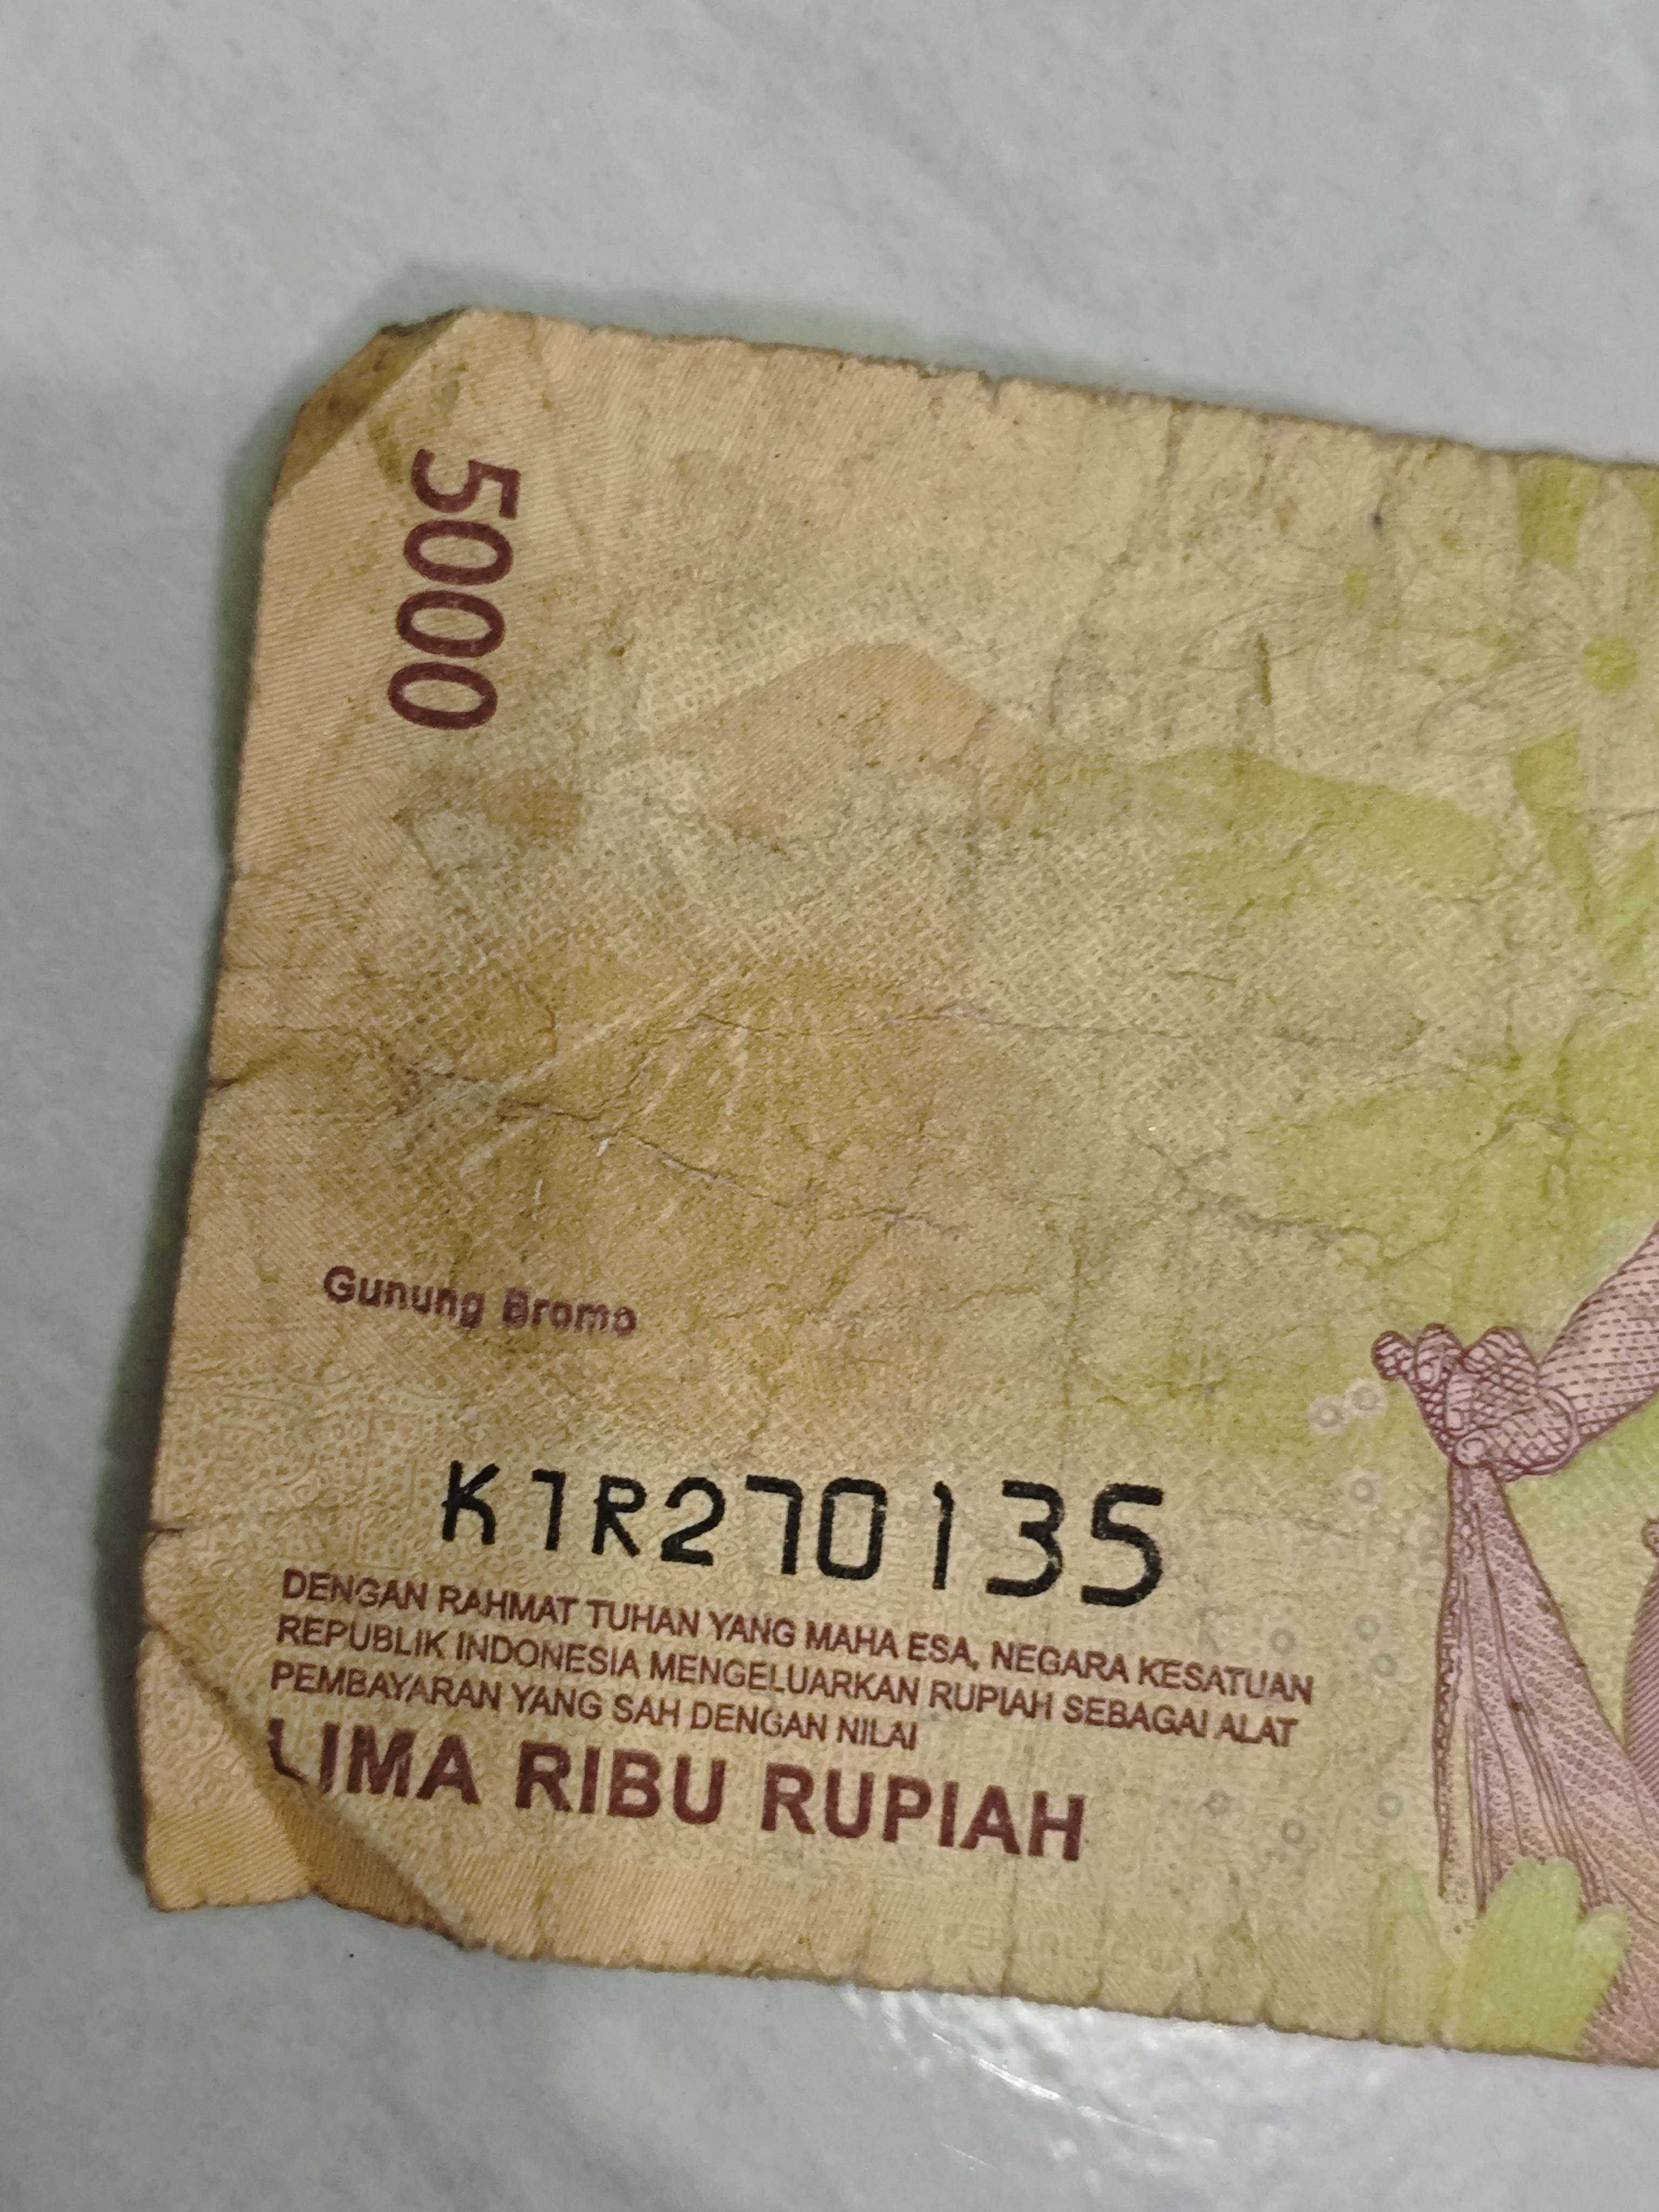 5000
Gunung Bromo
K7R270135
DENGAN RAHMAT TUHAN YANG MAHA ESA, NEGARA KESATUAN
REPUBLIK INDONESIA MENGELUARKAN RUPIAH SEBAGAI ALAT
PEMBAYARAN YANG SAH DENGAN NILAI
LIMA RIBU RUPIAH